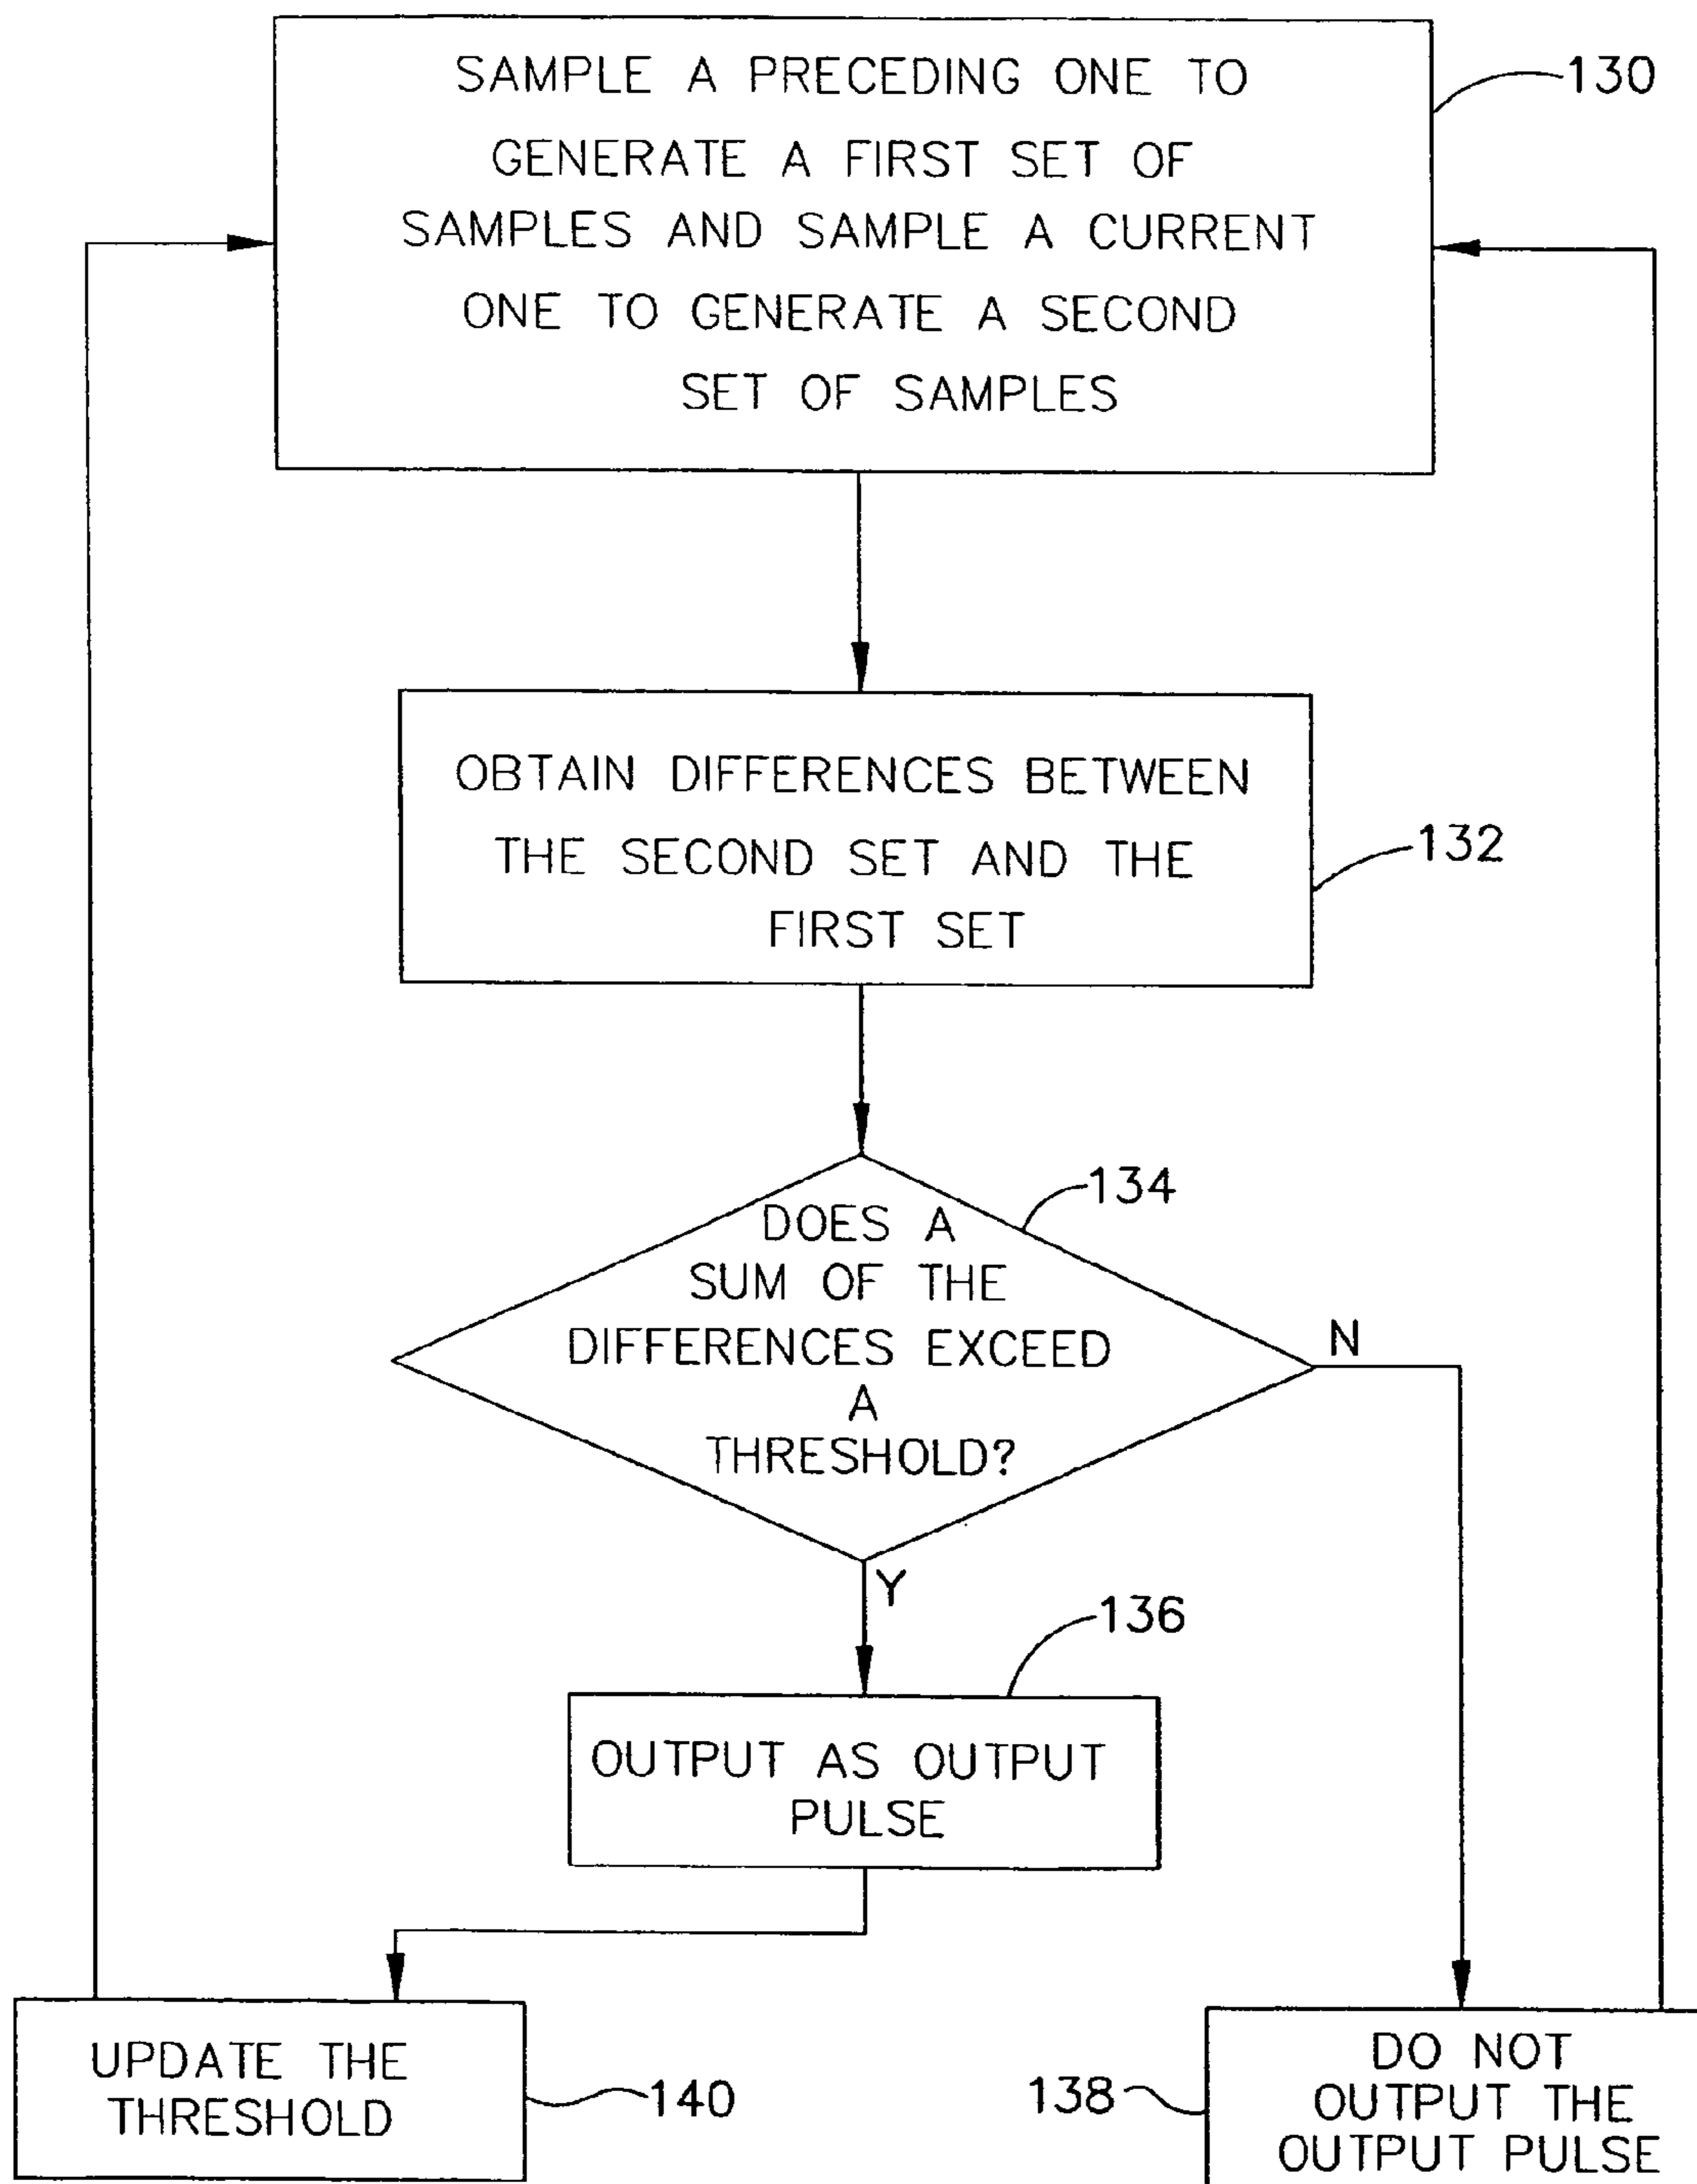 SAMPLE A PRECEDING ONE TO
GENERATE A FIRST SET OF
SAMPLES AND SAMPLE A CURRENT
ONE TO GENERATE A SECOND
SET OF SAMPLES
130
OBTAIN DIFFERENCES BETWEEN
THE SECOND SET AND THE
FIRST SET
132
134
DOES A
SUM OF THE
DIFFERENCES EXCEED
A
THRESHOLD?
N
Y
136
OUTPUT AS OUTPUT
PULSE
UPDATE THE
THRESHOLD
140
138
DO NOT
OUTPUT THE
OUTPUT PULSE